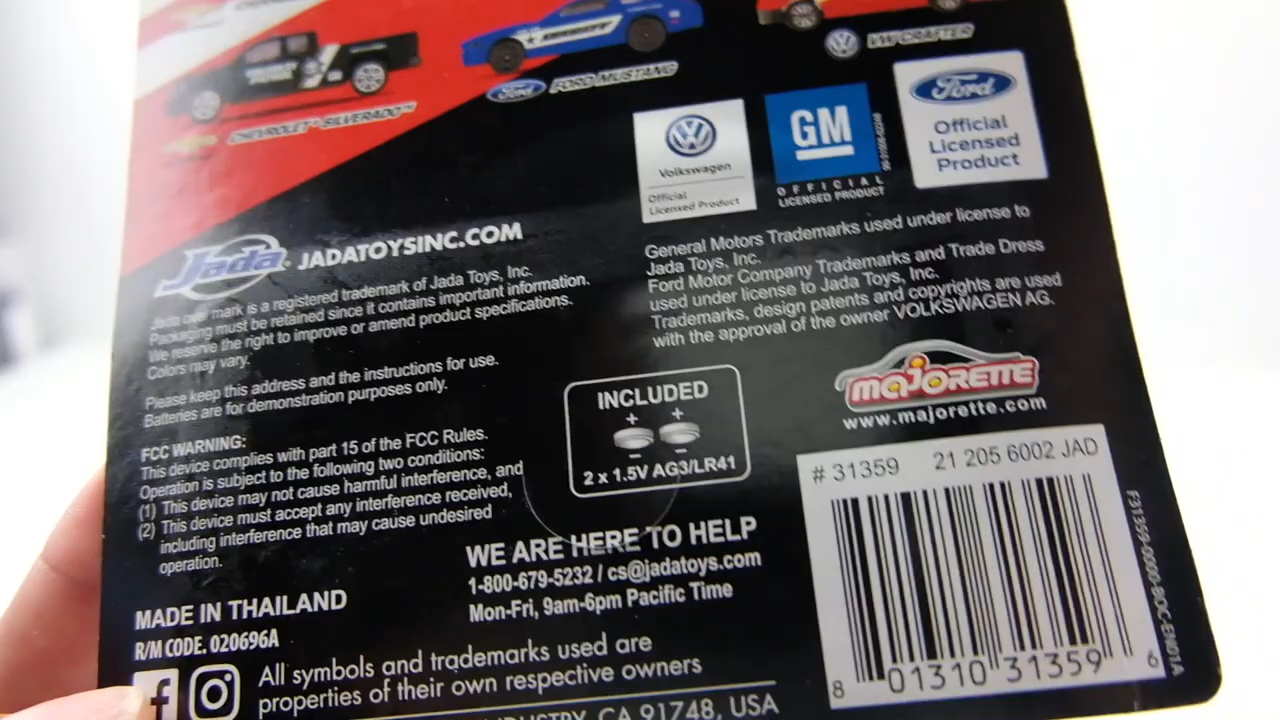 CHEVROLET SILVERADO™
Ford FORD MUSTANG
VW CRAFTER
Volkswagen
Official
Licensed Product
GM
OFFICIAL
LICENSED PRODUCT
Ford
Official
Licensed
Product
Jada® JADATOYSINC.COM
Jada oval mark is a registered trademark of Jada Toys, Inc.
Packaging must be retained since it contains important information.
We reserve the right to improve or amend product specifications.
Colors may vary.
Please keep this address and the instructions for use.
Batteries are for demonstration purposes only.
FCC WARNING:
This device complies with part 15 of the FCC Rules.
Operation is subject to the following two conditions:
(1) This device may not cause harmful interference, and
(2) This device must accept any interference received,
including interference that may cause undesired
operation.
General Motors Trademarks used under license to
Jada Toys, Inc.
Ford Motor Company Trademarks and Trade Dress
used under license to Jada Toys, Inc.
Trademarks, design patents and copyrights are used
with the approval of the owner VOLKSWAGEN AG.
INCLUDED
+ +
- -
2 x 1.5V AG3/LR41
majorette
www.majorette.com
# 31359 21 205 6002 JAD
8 01310 31359 6
F31359-0000-BOC-EN01A
WE ARE HERE TO HELP
1-800-679-5232 / cs@jadatoys.com
Mon-Fri, 9am-6pm Pacific Time
MADE IN THAILAND
R/M CODE. 020696A
f
All symbols and trademarks used are
properties of their own respective owners
INDUSTRY, CA 91748, USA